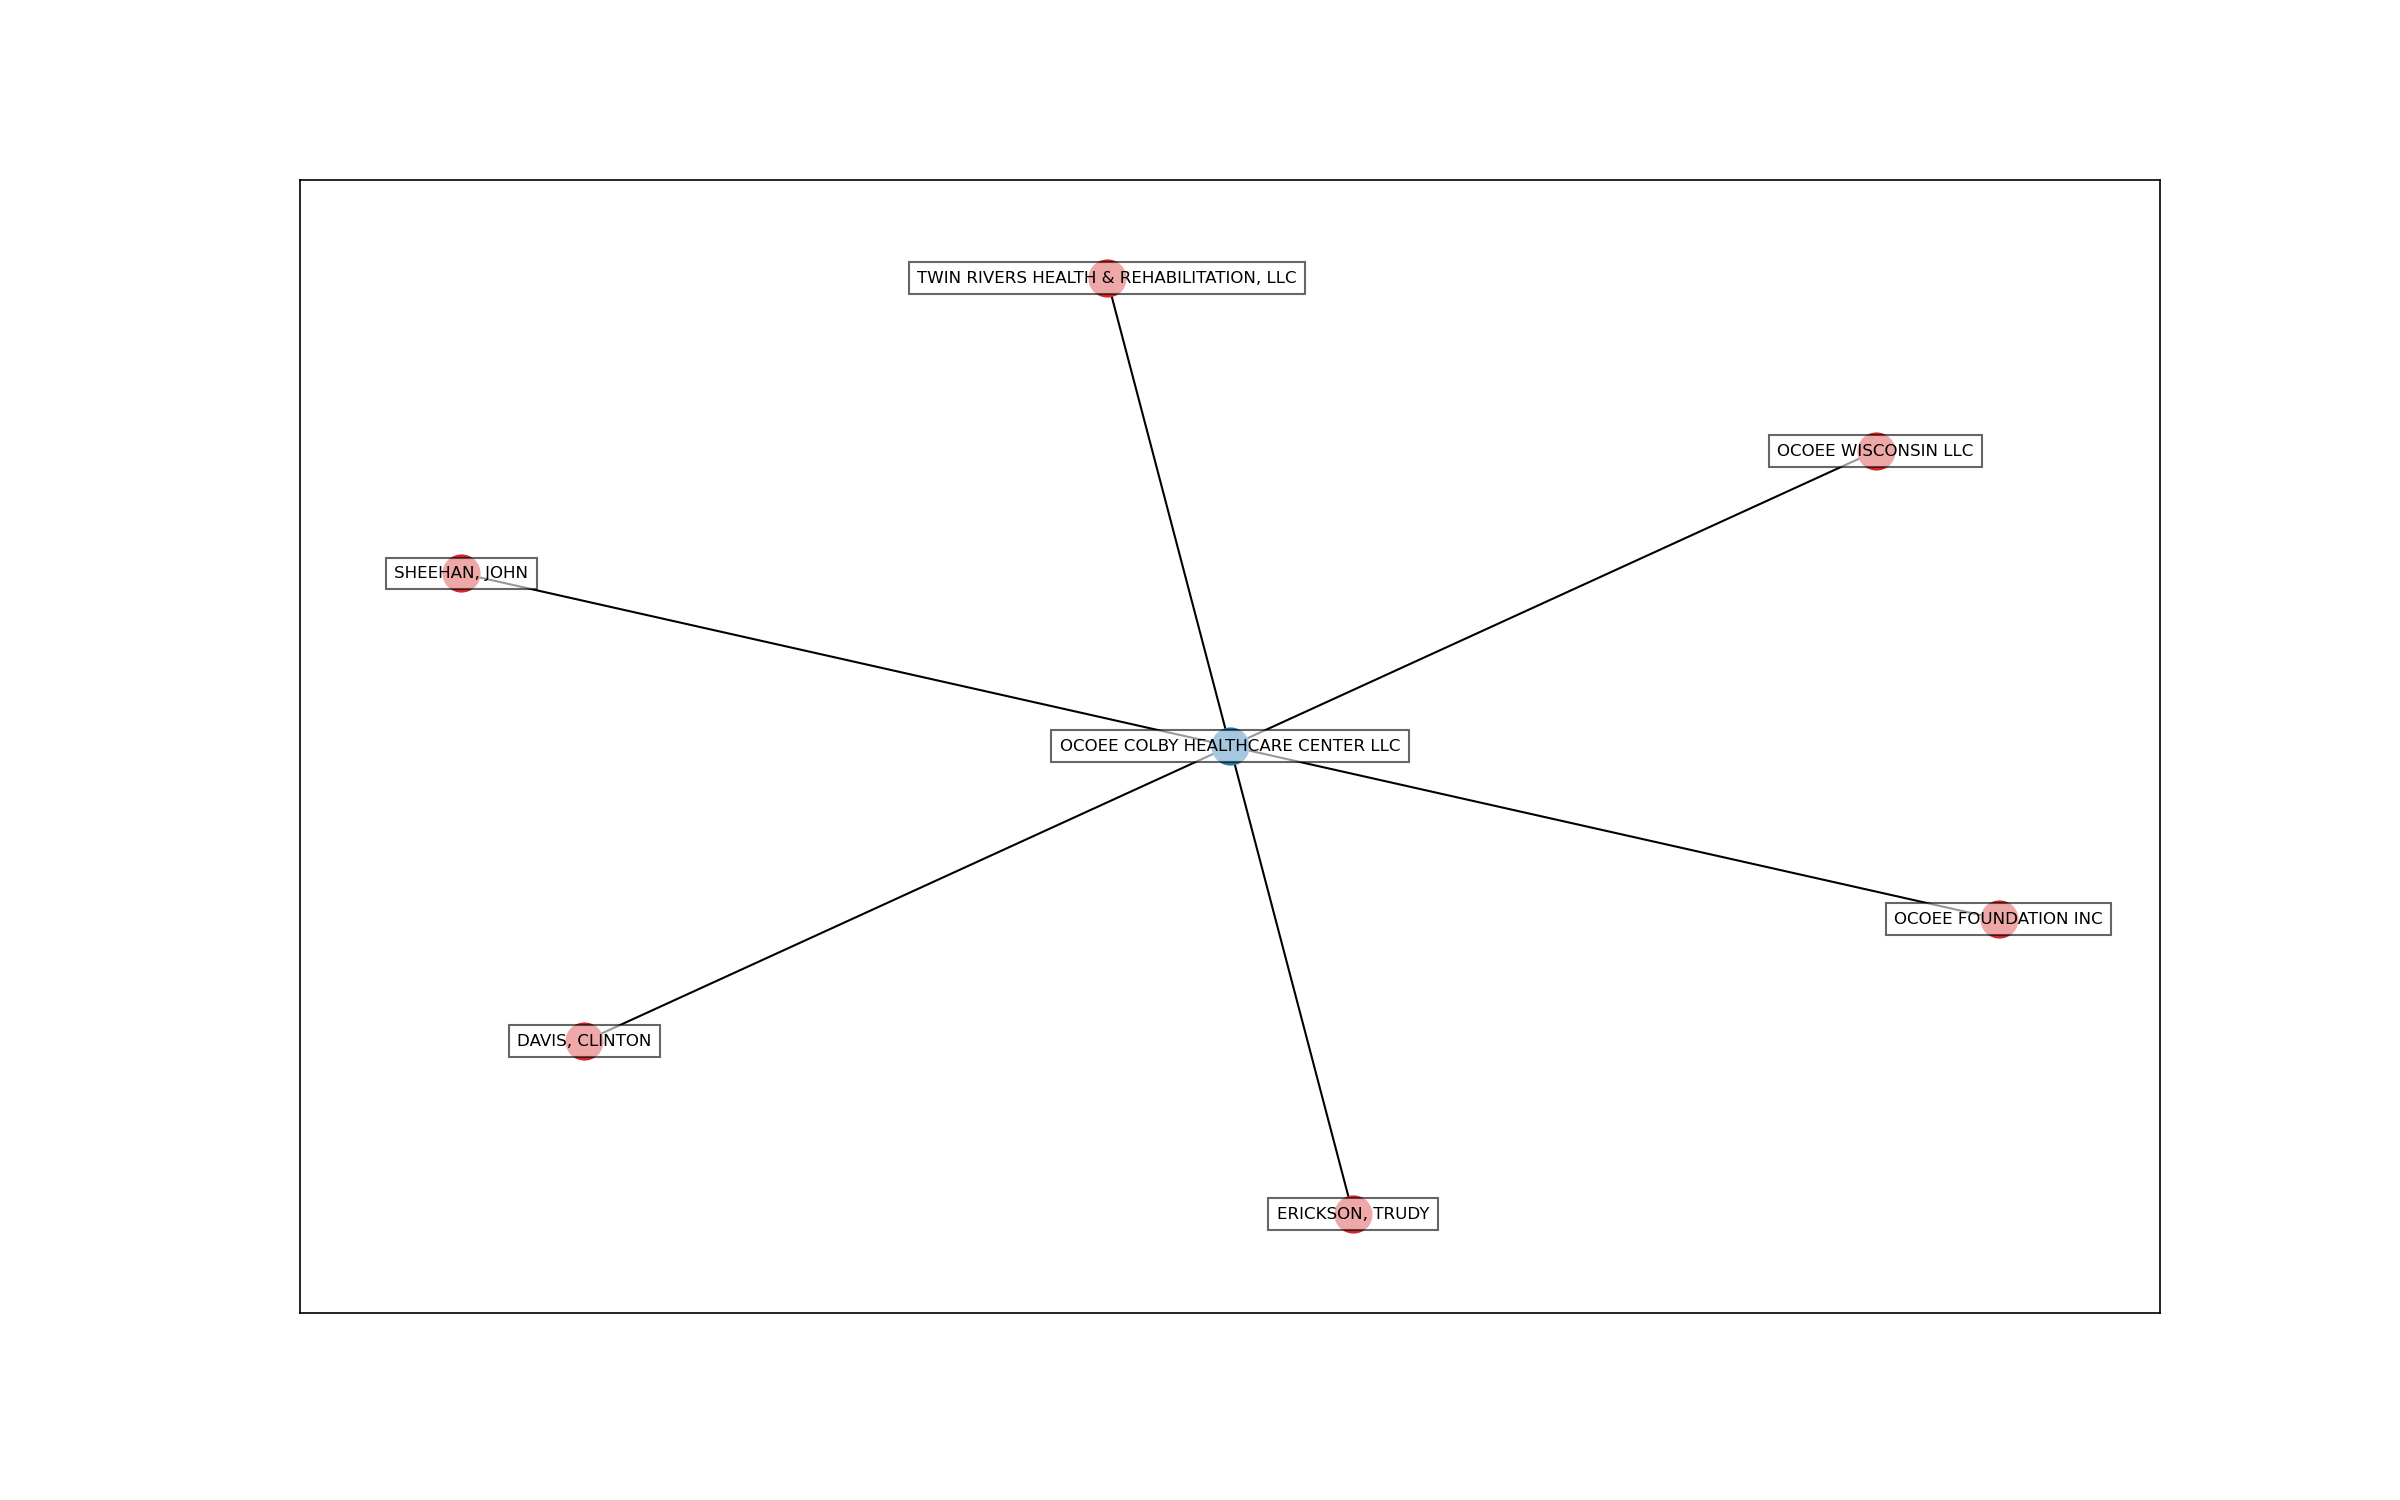 TWIN RIVERS HEALTH & REHABILITATION, LLC
OCOEE WISCONSIN LLC
SHEEHAN, JOHN
OCOEE COLBY HEALTHCARE CENTER LLC
OCOEE FOUNDATION INC
DAVIS, CLINTON
ERICKSON, TRUDY